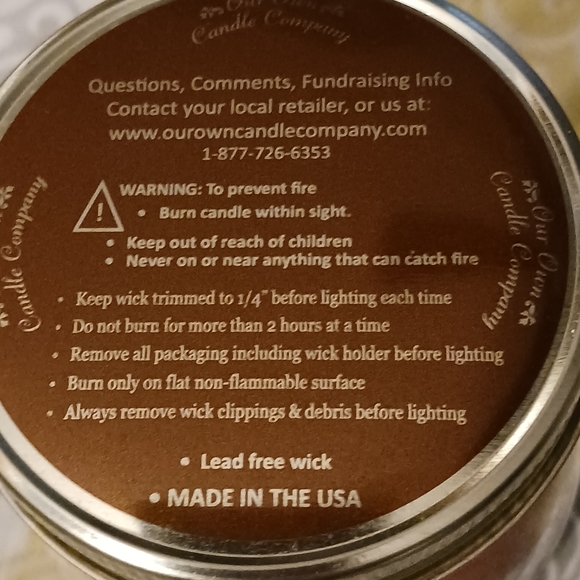 Our Own
Candle Company
Questions, Comments, Fundraising Info
Contact your local retailer, or us at:
www.ourowncandlecompany.com
1-877-726-6353
WARNING: To prevent fire
! • Burn candle within sight.
• Keep out of reach of children
• Never on or near anything that can catch fire
• Keep wick trimmed to 1/4" before lighting each time
• Do not burn for more than 2 hours at a time
• Remove all packaging including wick holder before lighting
• Burn only on flat non-flammable surface
• Always remove wick clippings & debris before lighting
• Lead free wick
• MADE IN THE USA
Candle Company
Our Own
Candle Company